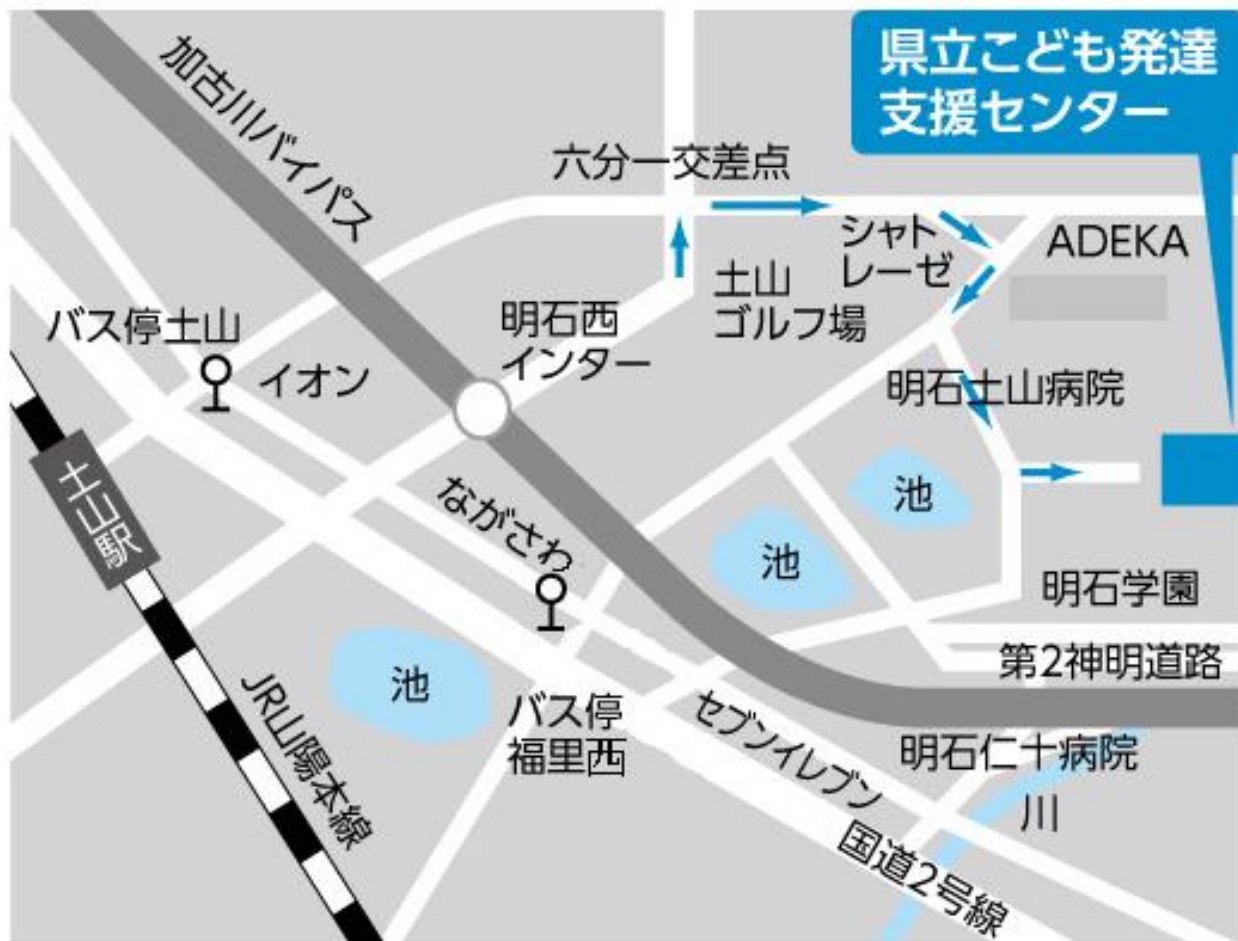 県立こども発達
支援センター
加古川バイパス
六分一交差点
シャト
レーゼ
ADEKA
土山
ゴルフ場
明石西
インター
バス停土山
イオン
明石土山病院
土山駅
ながさわ
池
池
池
明石学園
第2神明道路
JR山陽本線
バス停
福里西
セブンイレブン
明石仁十病院
川
国道2号線